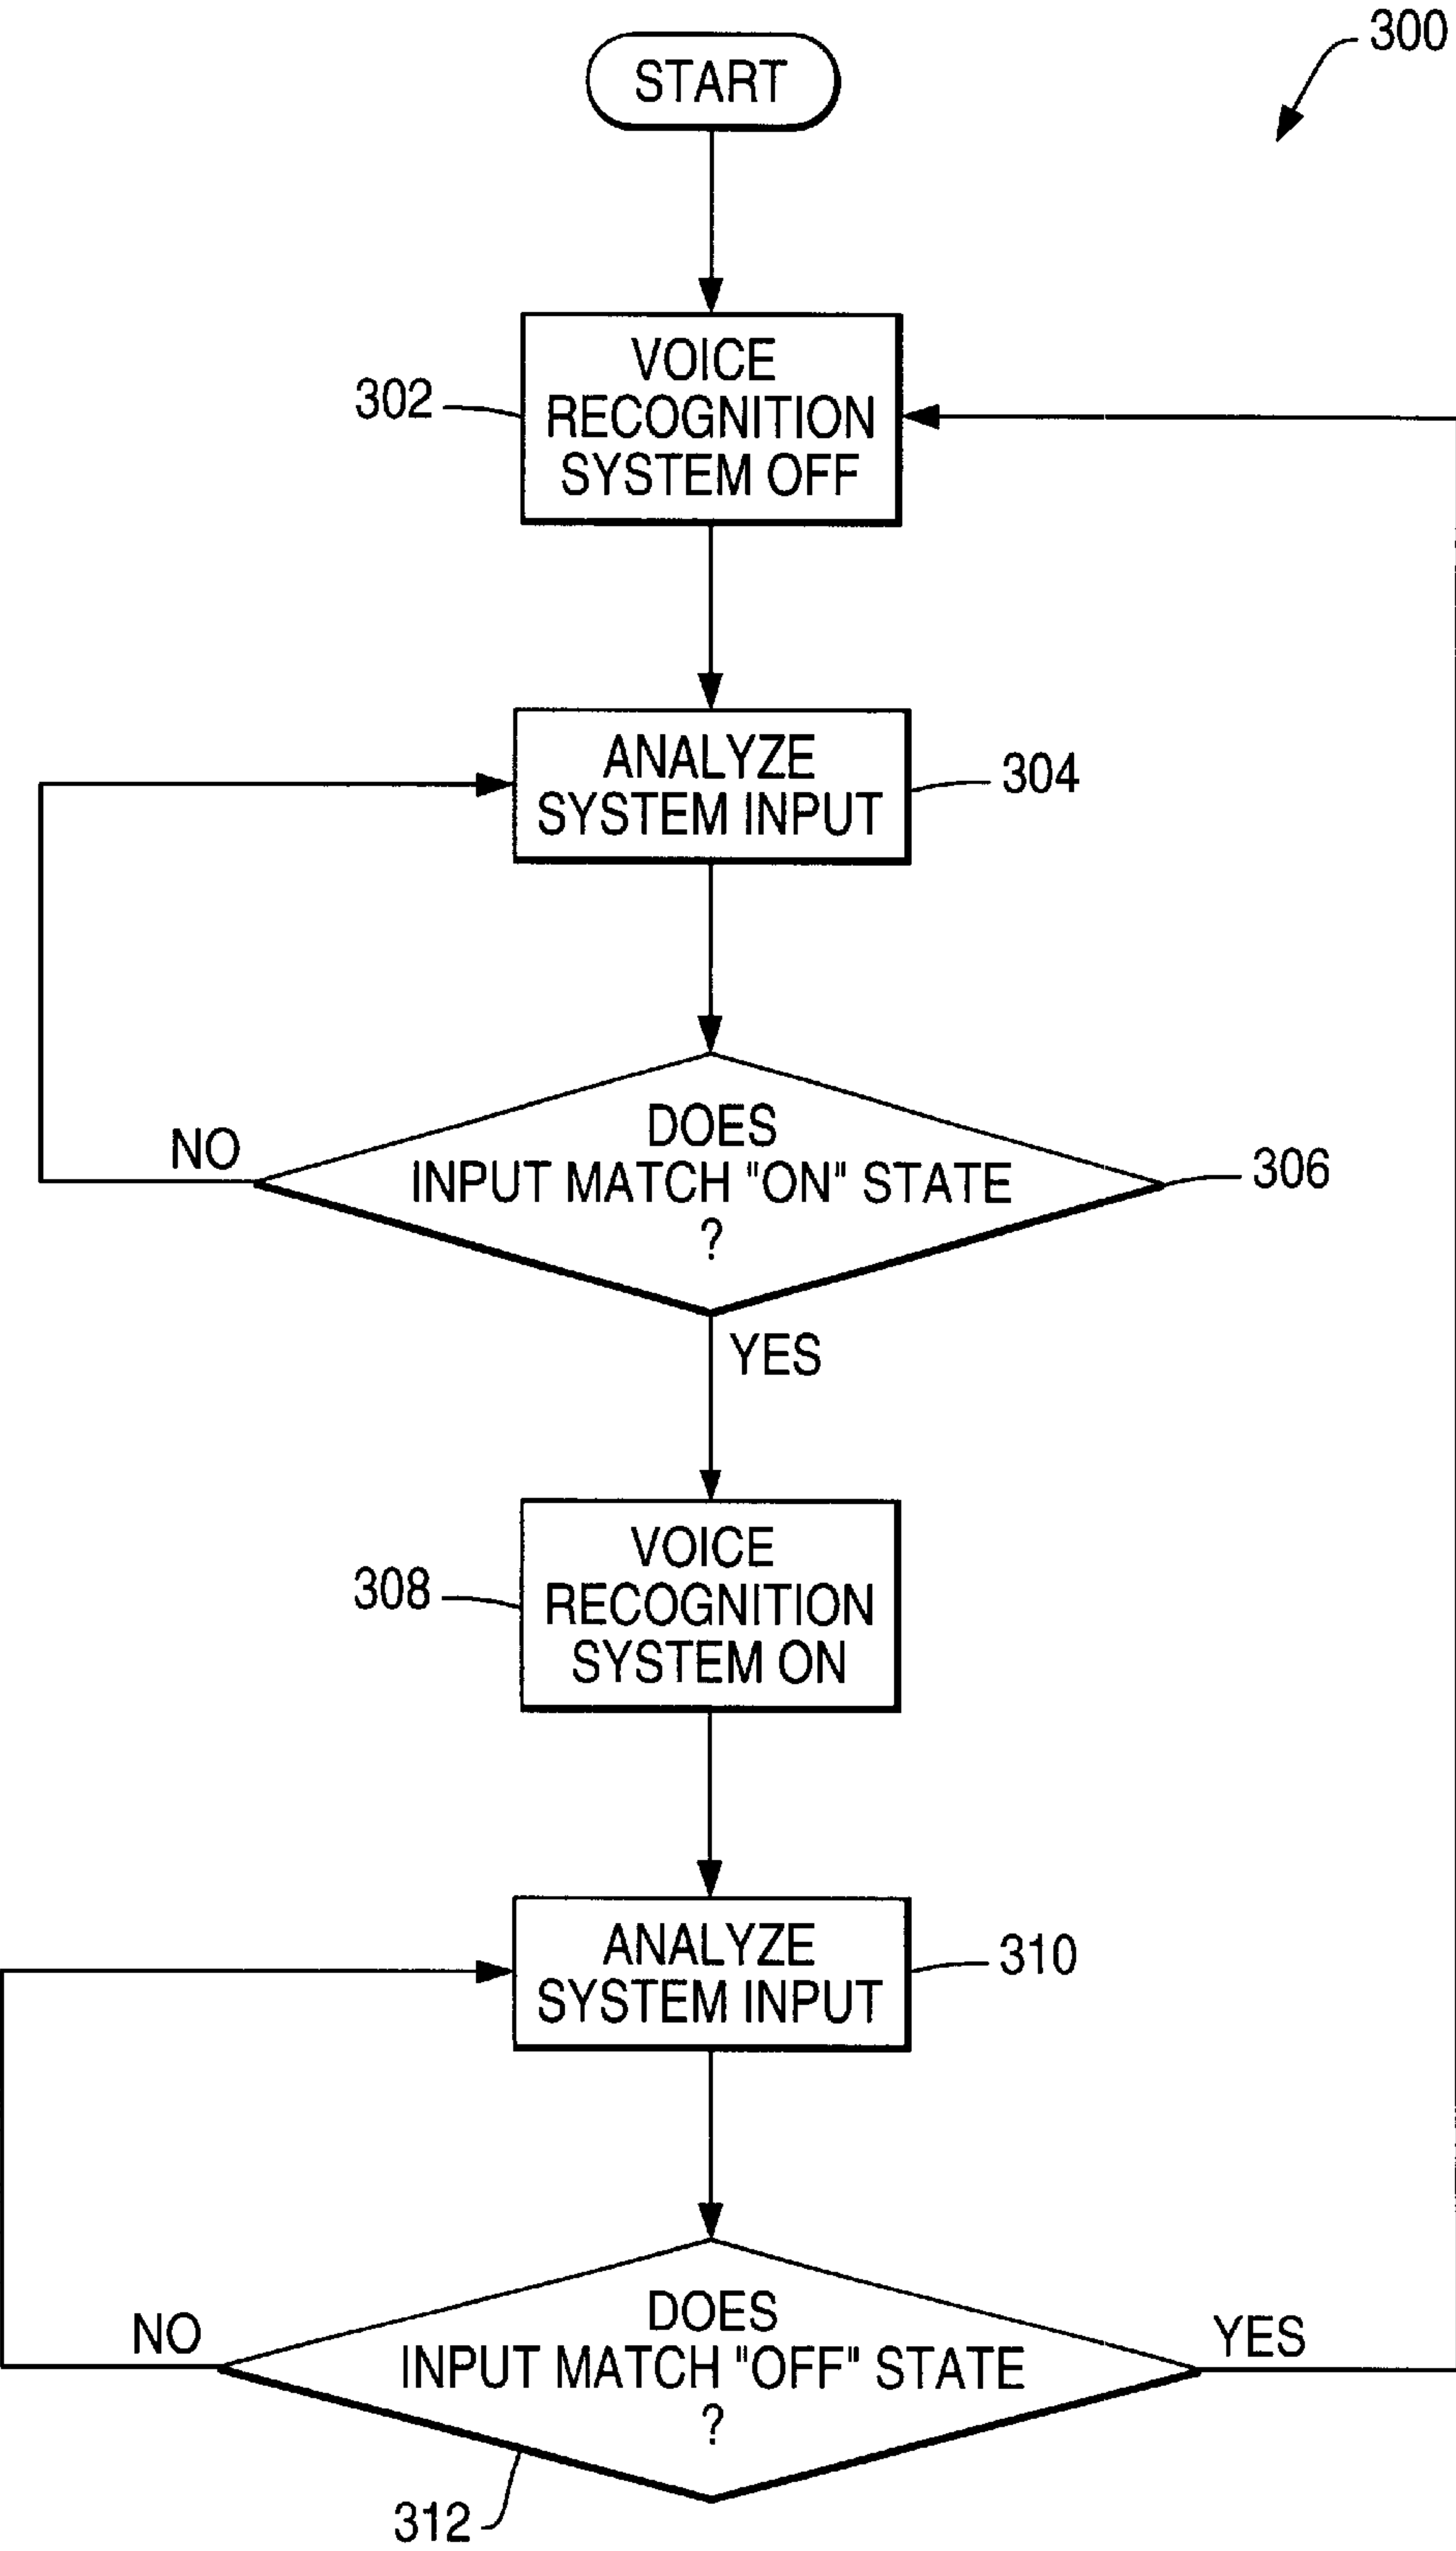 300
START
VOICE
RECOGNITION
SYSTEM OFF
302
ANALYZE
SYSTEM INPUT
304
DOES
INPUT MATCH "ON" STATE
?
NO
306
YES
VOICE
RECOGNITION
SYSTEM ON
308
ANALYZE
SYSTEM INPUT
310
DOES
INPUT MATCH "OFF" STATE
?
NO
YES
312